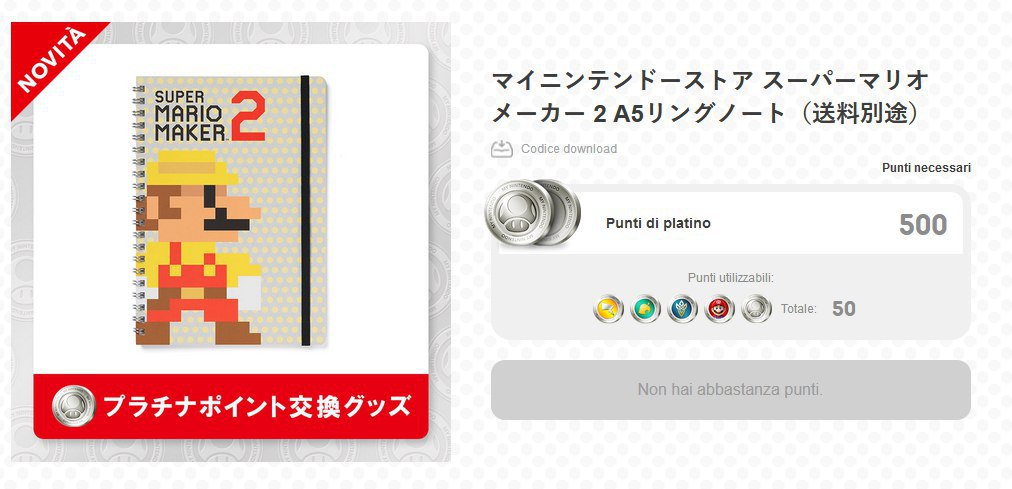 NOVITÀ
SUPER
MARIO
MAKER 2
プラチナポイント交換グッズ
マイニンテンドーストア スーパーマリオ
メーカー 2 A5リングノート（送料別途）
Codice download
Punti necessari
MY NINTENDO
Punti di platino
500
Punti utilizzabili:
Totale: 50
Non hai abbastanza punti.